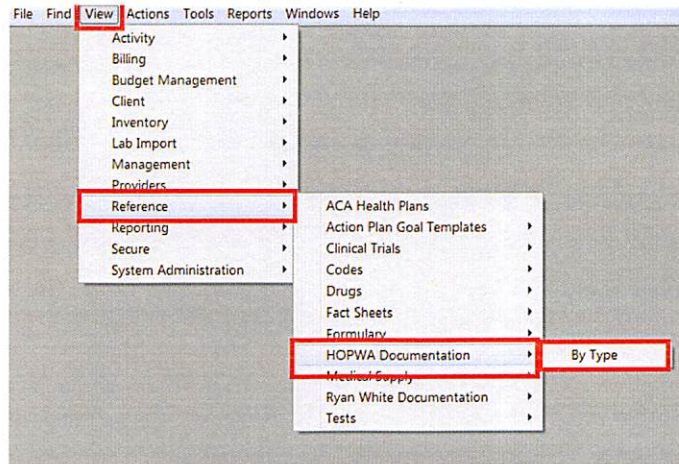 File Find View Actions Tools Reports Windows Help
Activity
Billing
Budget Management
Client
Inventory
Lab Import
Management
Providers
Reference
Reporting
Secure
System Administration
ACA Health Plans
Action Plan Goal Templates
Clinical Trials
Codes
Drugs
Fact Sheets
Formulary
HOPWA Documentation
Medical Supply
Ryan White Documentation
Tests
By Type